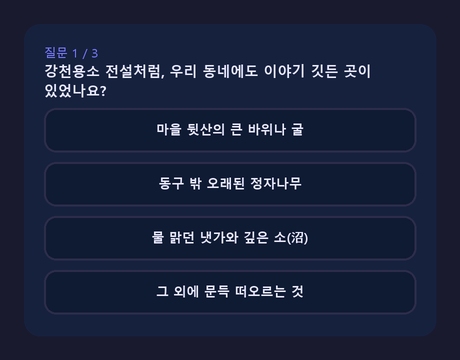 질문 1 / 3
강천용소 전설처럼, 우리 동네에도 이야기 깃든 곳이
있었나요?
마을 뒷산의 큰 바위나 굴
동구 밖 오래된 정자나무
물 맑던 냇가와 깊은 소(沼)
그 외에 문득 떠오르는 것